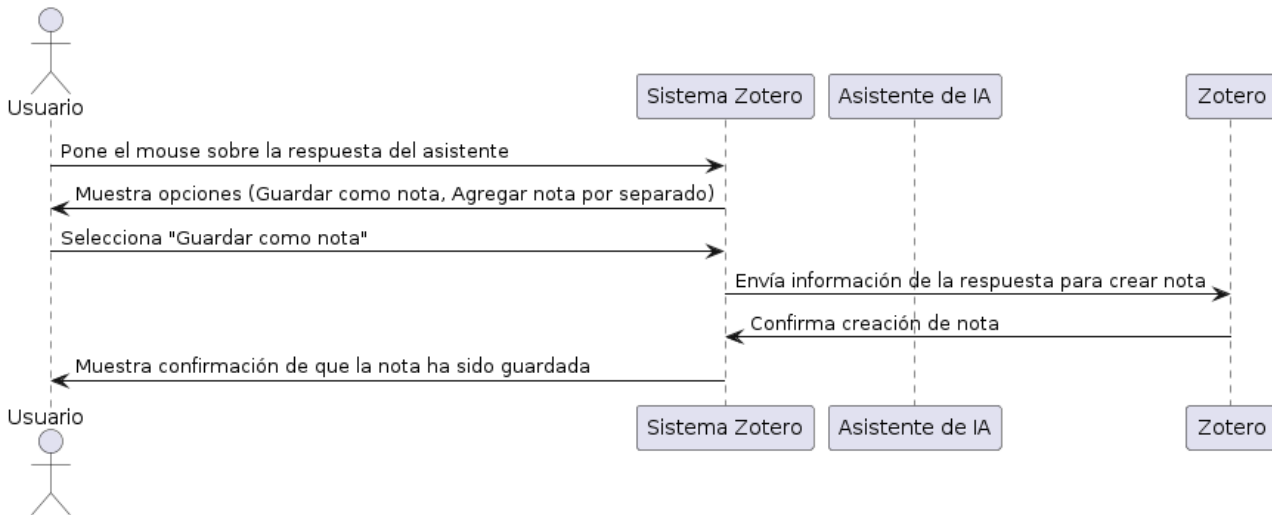 Usuario
Sistema Zotero
Asistente de IA
Zotero
Pone el mouse sobre la respuesta del asistente
Muestra opciones (Guardar como nota, Agregar nota por separado)
Selecciona "Guardar como nota"
Envía información de la respuesta para crear nota
Confirma creación de nota
Muestra confirmación de que la nota ha sido guardada
Usuario
Sistema Zotero
Asistente de IA
Zotero